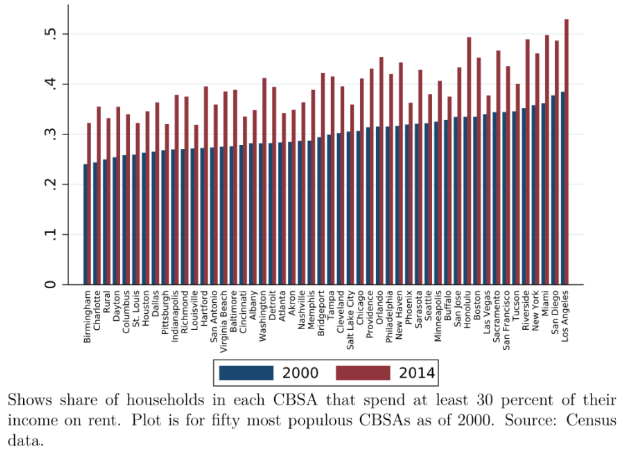 .5
.4
.3
.2
.1
0
Birmingham
Charlotte
Rural
Dayton
Columbus
St. Louis
Houston
Dallas
Pittsburgh
Indianapolis
Richmond
Louisville
Hartford
San Antonio
Virginia Beach
Baltimore
Cincinnati
Albany
Washington
Detroit
Atlanta
Akron
Nashville
Memphis
Bridgeport
Tampa
Cleveland
Salt Lake City
Chicago
Providence
Orlando
Philadelphia
New Haven
Phoenix
Sarasota
Seattle
Minneapolis
Buffalo
San Jose
Honolulu
Boston
Las Vegas
Sacramento
San Francisco
Tucson
Riverside
New York
Miami
San Diego
Los Angeles
2000 2014
Shows share of households in each CBSA that spend at least 30 percent of their
income on rent. Plot is for fifty most populous CBSAs as of 2000. Source: Census
data.